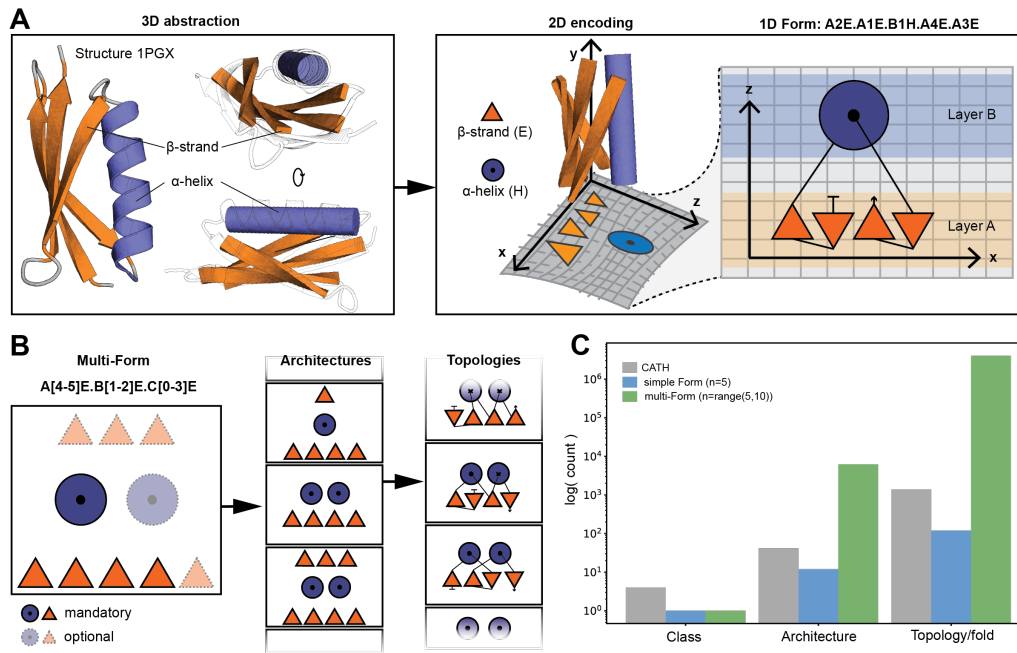 A
3D abstraction
Structure 1PGX
β-strand
α-helix
2D encoding
1D Form: A2E.A1E.B1H.A4E.A3E
y
β-strand (E)
α-helix (H)
z
x
z
Layer B
Layer A
x
B
Multi-Form
A[4-5]E.B[1-2]E.C[0-3]E
mandatory
optional
Architectures
Topologies
C
log( count )
10⁶
10⁵
10⁴
10³
10²
10¹
10⁰
CATH
simple Form (n=5)
multi-Form (n=range(5,10))
Class
Architecture
Topology/fold